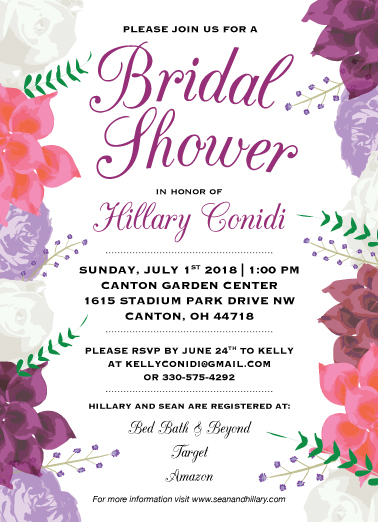 PLEASE JOIN US FOR A
Bridal
Shower
IN HONOR OF
Hillary Conidi
SUNDAY, JULY 1ST 2018 | 1:00 PM
CANTON GARDEN CENTER
1615 STADIUM PARK DRIVE NW
CANTON, OH 44718
PLEASE RSVP BY JUNE 24TH TO KELLY
AT KELLYCONIDI@GMAIL.COM
OR 330-575-4292
HILLARY AND SEAN ARE REGISTERED AT:
Bed Bath & Beyond
Target
Amazon
For more information visit www.seanandhillary.com